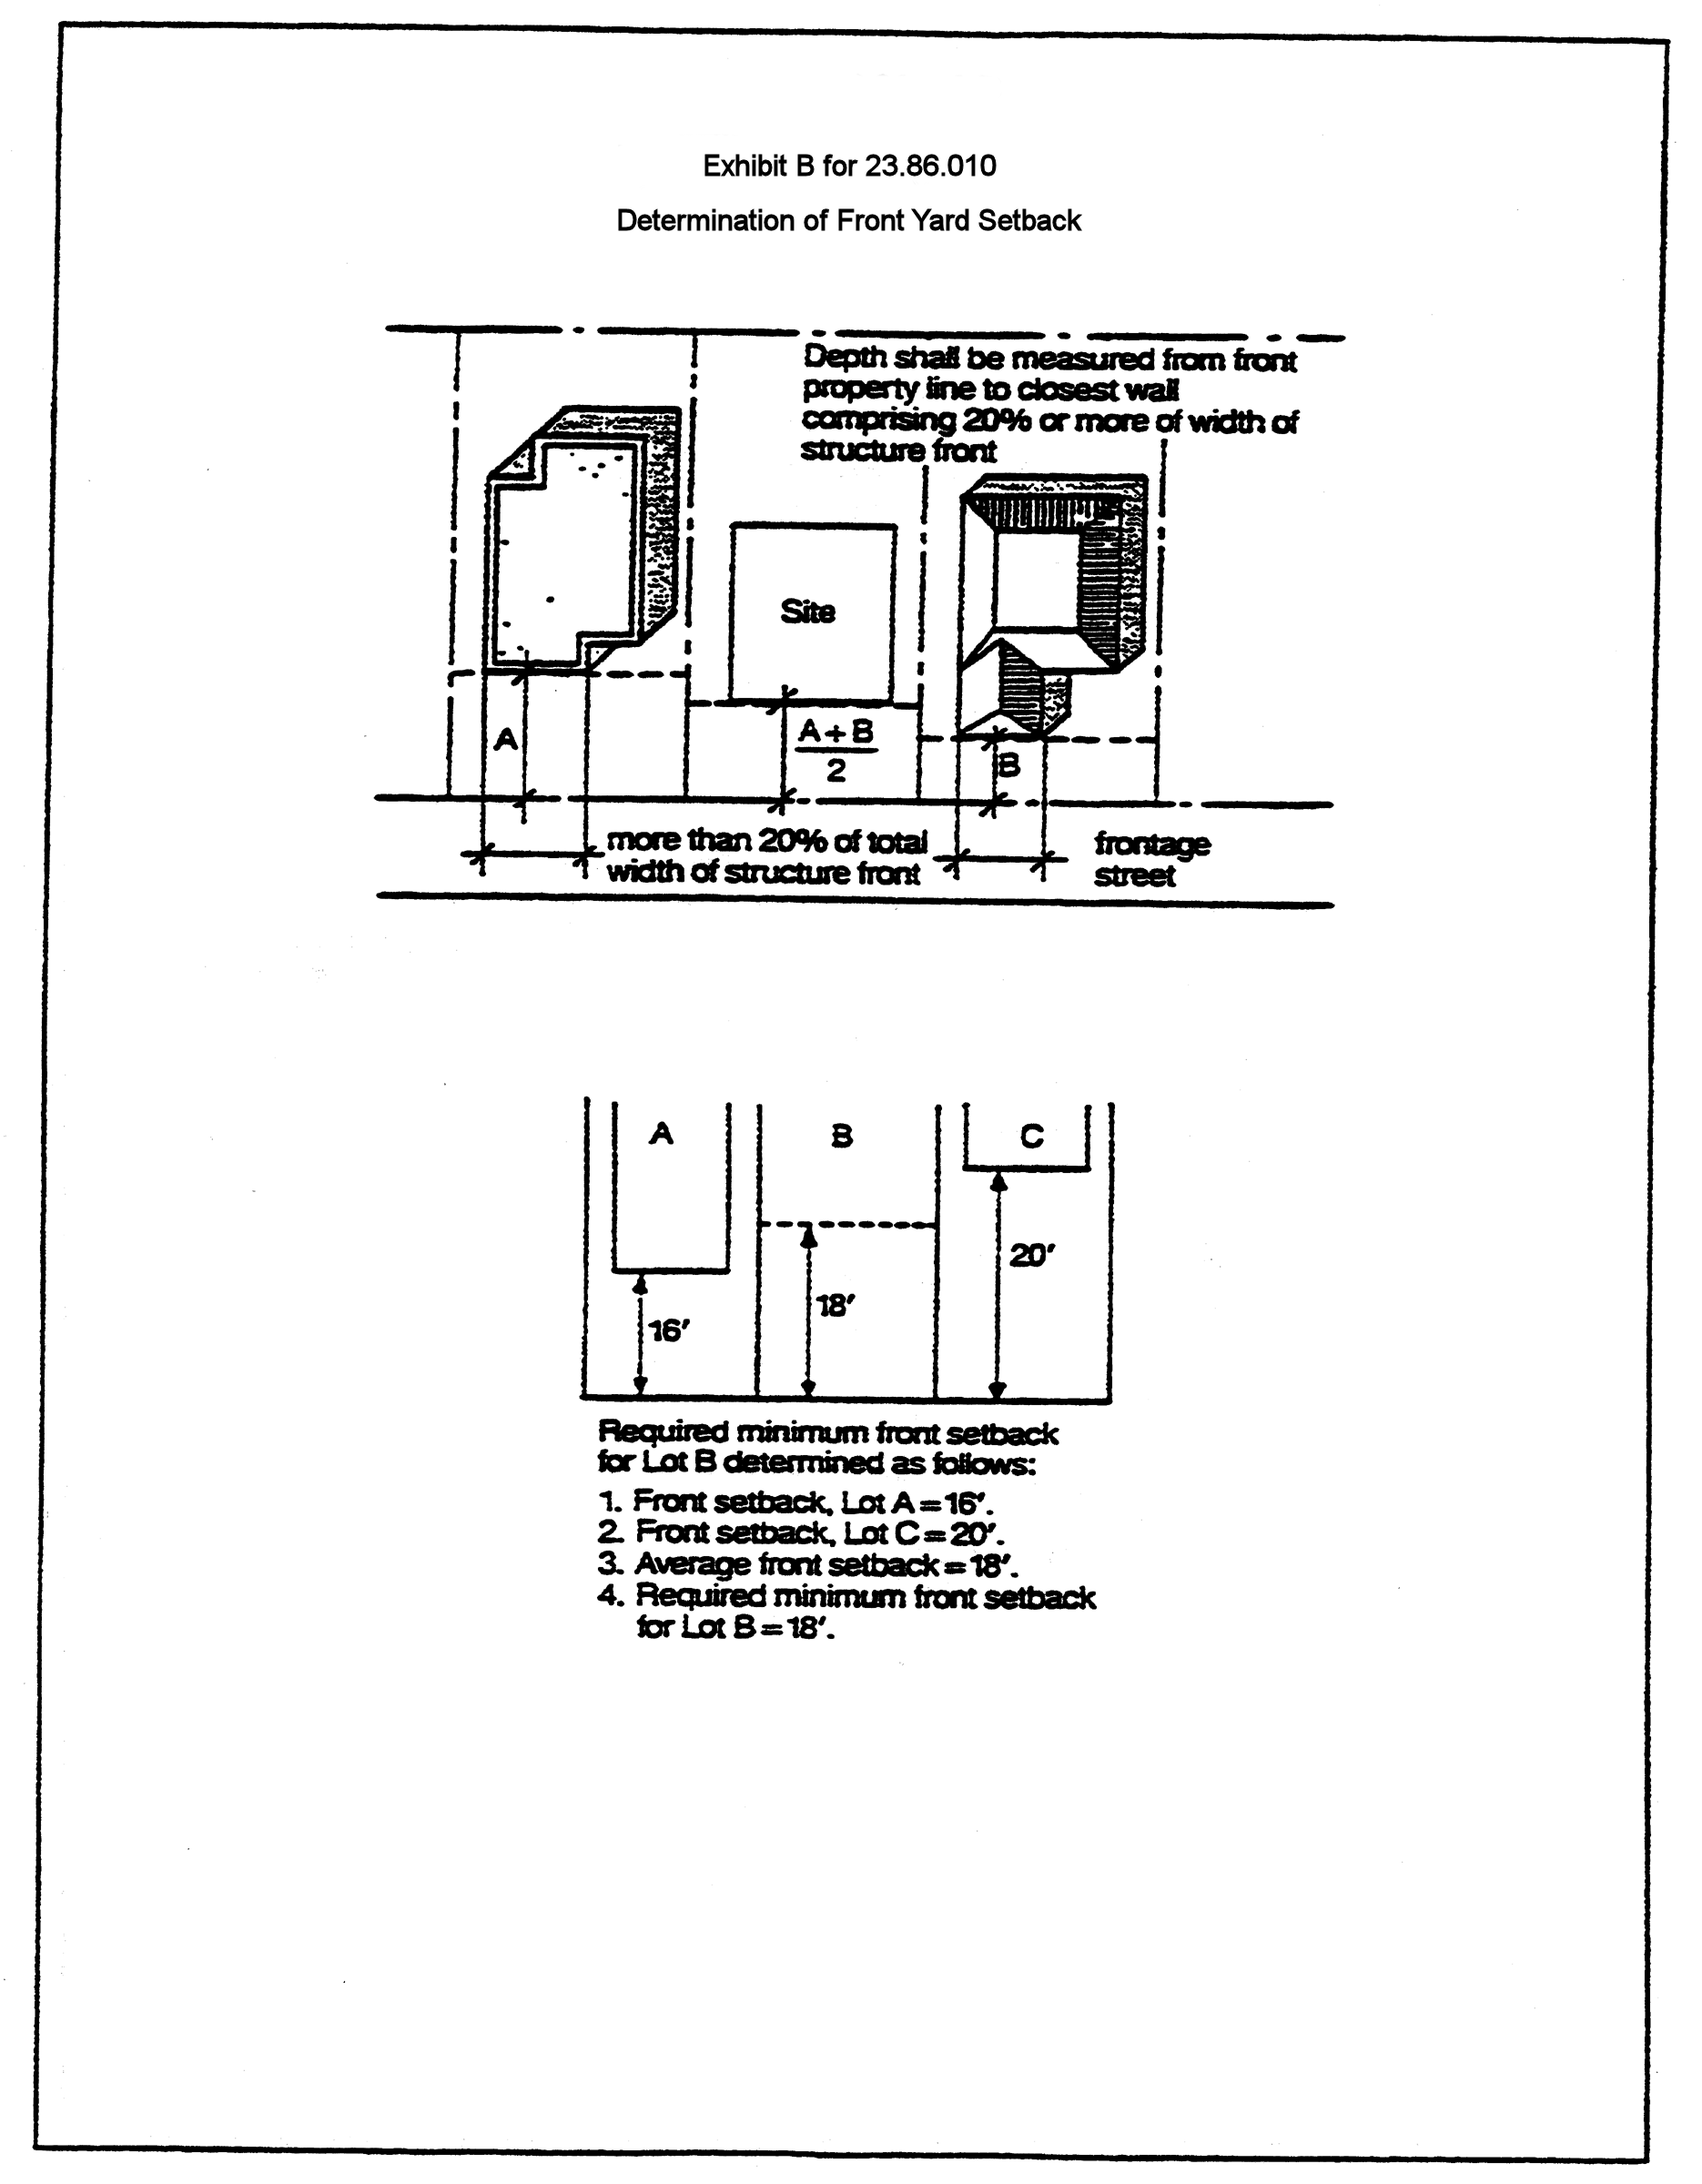 Exhibit B for 23.86.010
Determination of Front Yard Setback
Depth shall be measured from front
property line to closest wall
comprising 20% or more of width of
structure front
Site
A
A+B
2
B
more than 20% of total
width of structure front
frontage
street
A
B
C
20′
18′
16′
Required minimum front setback
for Lot B determined as follows:
1. Front setback, Lot A = 16′.
2. Front setback, Lot C = 20′.
3. Average front setback = 18′.
4. Required minimum front setback
for Lot B = 18′.